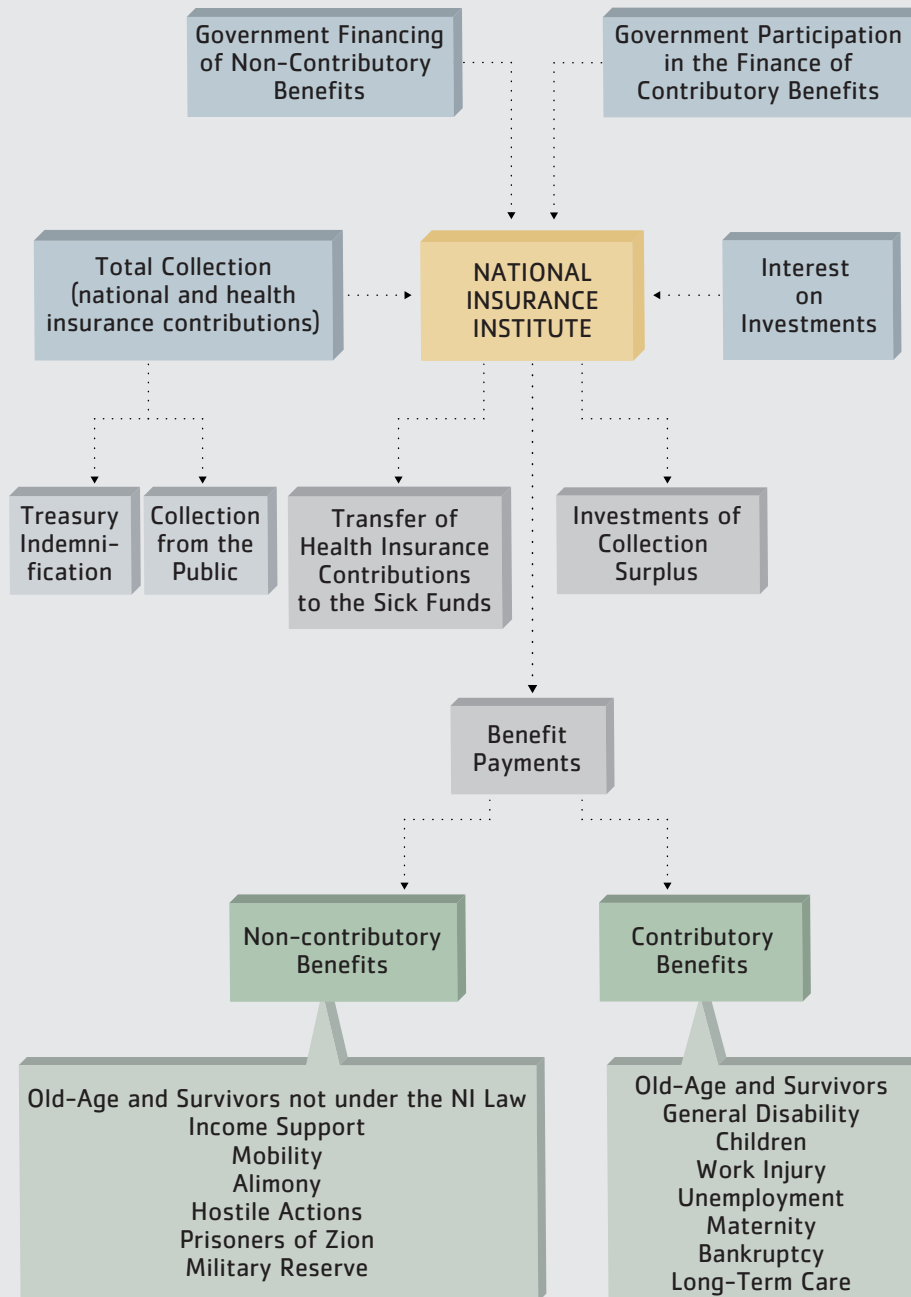 Government Financing
of Non-Contributory
Benefits
Government Participation
in the Finance of
Contributory Benefits
Total Collection
(national and health
insurance contributions)
NATIONAL
INSURANCE
INSTITUTE
Interest
on
Investments
Treasury
Indemni-
fication
Collection
from the
Public
Transfer of
Health Insurance
Contributions
to the Sick Funds
Investments of
Collection
Surplus
Benefit
Payments
Non-contributory
Benefits
Contributory
Benefits
Old-Age and Survivors not under the NI Law
Income Support
Mobility
Alimony
Hostile Actions
Prisoners of Zion
Military Reserve
Old-Age and Survivors
General Disability
Children
Work Injury
Unemployment
Maternity
Bankruptcy
Long-Term Care